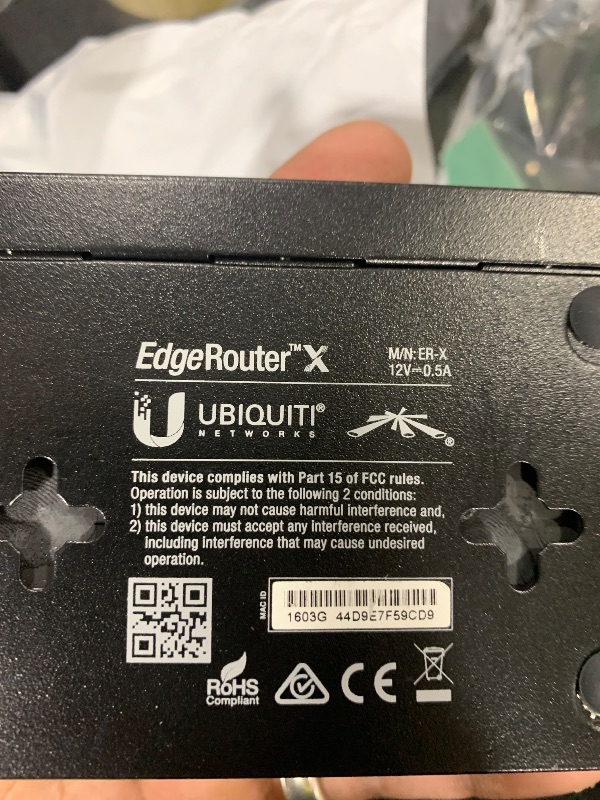 EdgeRouter™ X
M/N: ER-X
12V⎓0.5A
UBIQUITI®
NETWORKS
®
This device complies with Part 15 of FCC rules.
Operation is subject to the following 2 conditions:
1) this device may not cause harmful interference and,
2) this device must accept any interference received,
including interference that may cause undesired
operation.
MAC ID
1603G 44D9E7F59CD9
RoHS
Compliant
CE